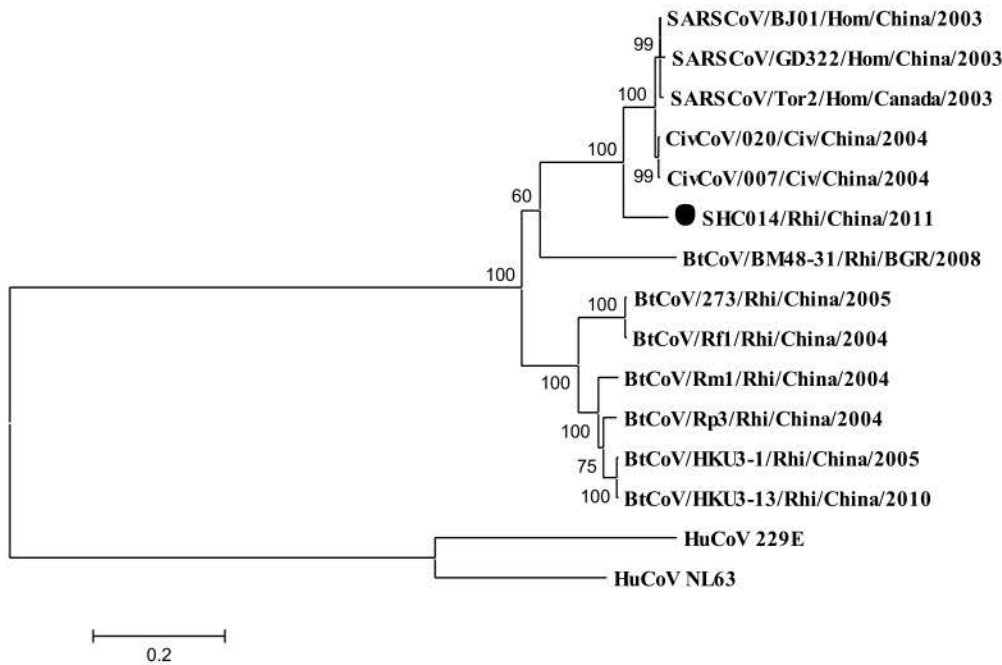 SARSCoV/BJ01/Hom/China/2003
99
SARSCoV/GD322/Hom/China/2003
100
SARSCoV/Tor2/Hom/Canada/2003
CivCoV/020/Civ/China/2004
100
99
CivCoV/007/Civ/China/2004
60
SHC014/Rhi/China/2011
BtCoV/BM48-31/Rhi/BGR/2008
100
100
BtCoV/273/Rhi/China/2005
BtCoV/Rf1/Rhi/China/2004
100
BtCoV/Rm1/Rhi/China/2004
BtCoV/Rp3/Rhi/China/2004
100
75
BtCoV/HKU3-1/Rhi/China/2005
100
BtCoV/HKU3-13/Rhi/China/2010
HuCoV 229E
HuCoV NL63
0.2